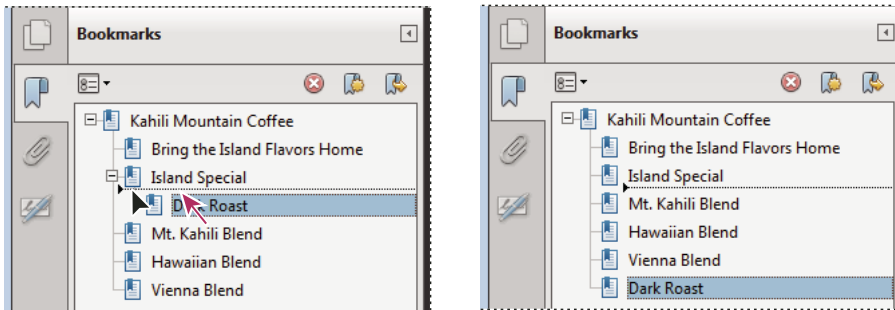 Bookmarks
Kahili Mountain Coffee
Bring the Island Flavors Home
Island Special
Dark Roast
Mt. Kahili Blend
Hawaiian Blend
Vienna Blend
Bookmarks
Kahili Mountain Coffee
Bring the Island Flavors Home
Island Special
Mt. Kahili Blend
Hawaiian Blend
Vienna Blend
Dark Roast